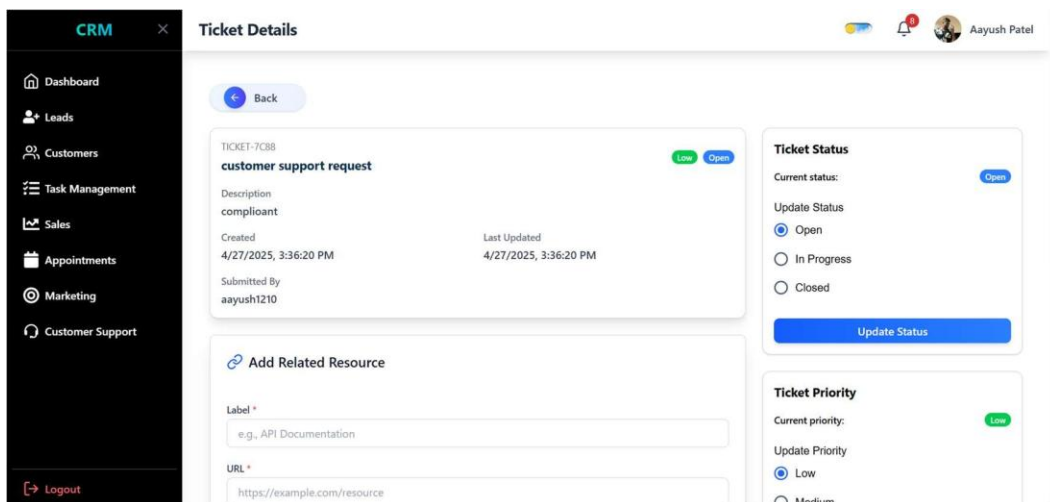 CRM
Ticket Details
8
Aayush Patel
Dashboard
Leads
Customers
Task Management
Sales
Appointments
Marketing
Customer Support
Logout
Back
TICKET-7C88
customer support request
Low Open
Description
complioant
Created
4/27/2025, 3:36:20 PM
Last Updated
4/27/2025, 3:36:20 PM
Submitted By
aayush1210
Add Related Resource
Label *
e.g., API Documentation
URL *
https://example.com/resource
Ticket Status
Current status: Open
Update Status
Open
In Progress
Closed
Update Status
Ticket Priority
Current priority: Low
Update Priority
Low
Medium